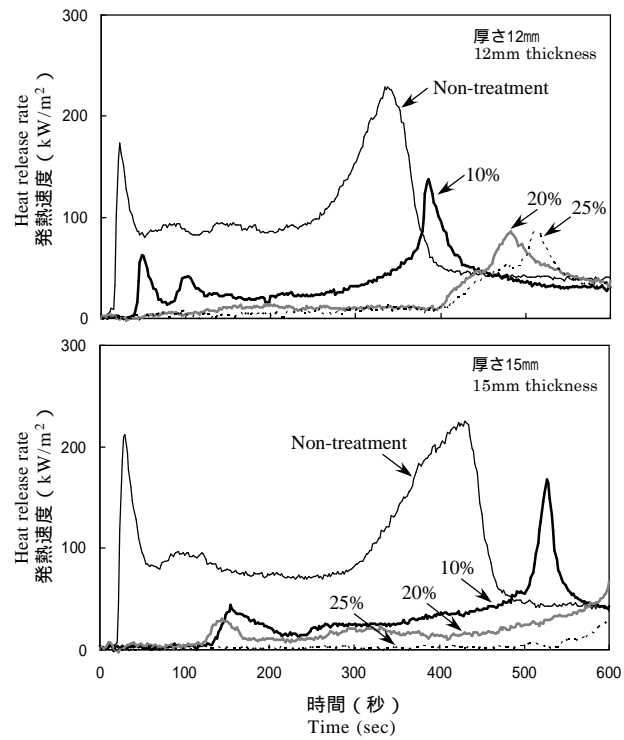 300
200
100
0
Heat release rate
発熱速度 ( kW/m² )
厚さ12㎜
12mm thickness
Non-treatment
10%
20%
25%
300
200
100
0
Heat release rate
発熱速度 ( kW/m² )
厚さ15㎜
15mm thickness
Non-treatment
10%
20%
25%
0 100 200 300 400 500 600
時間 ( 秒 )
Time (sec)